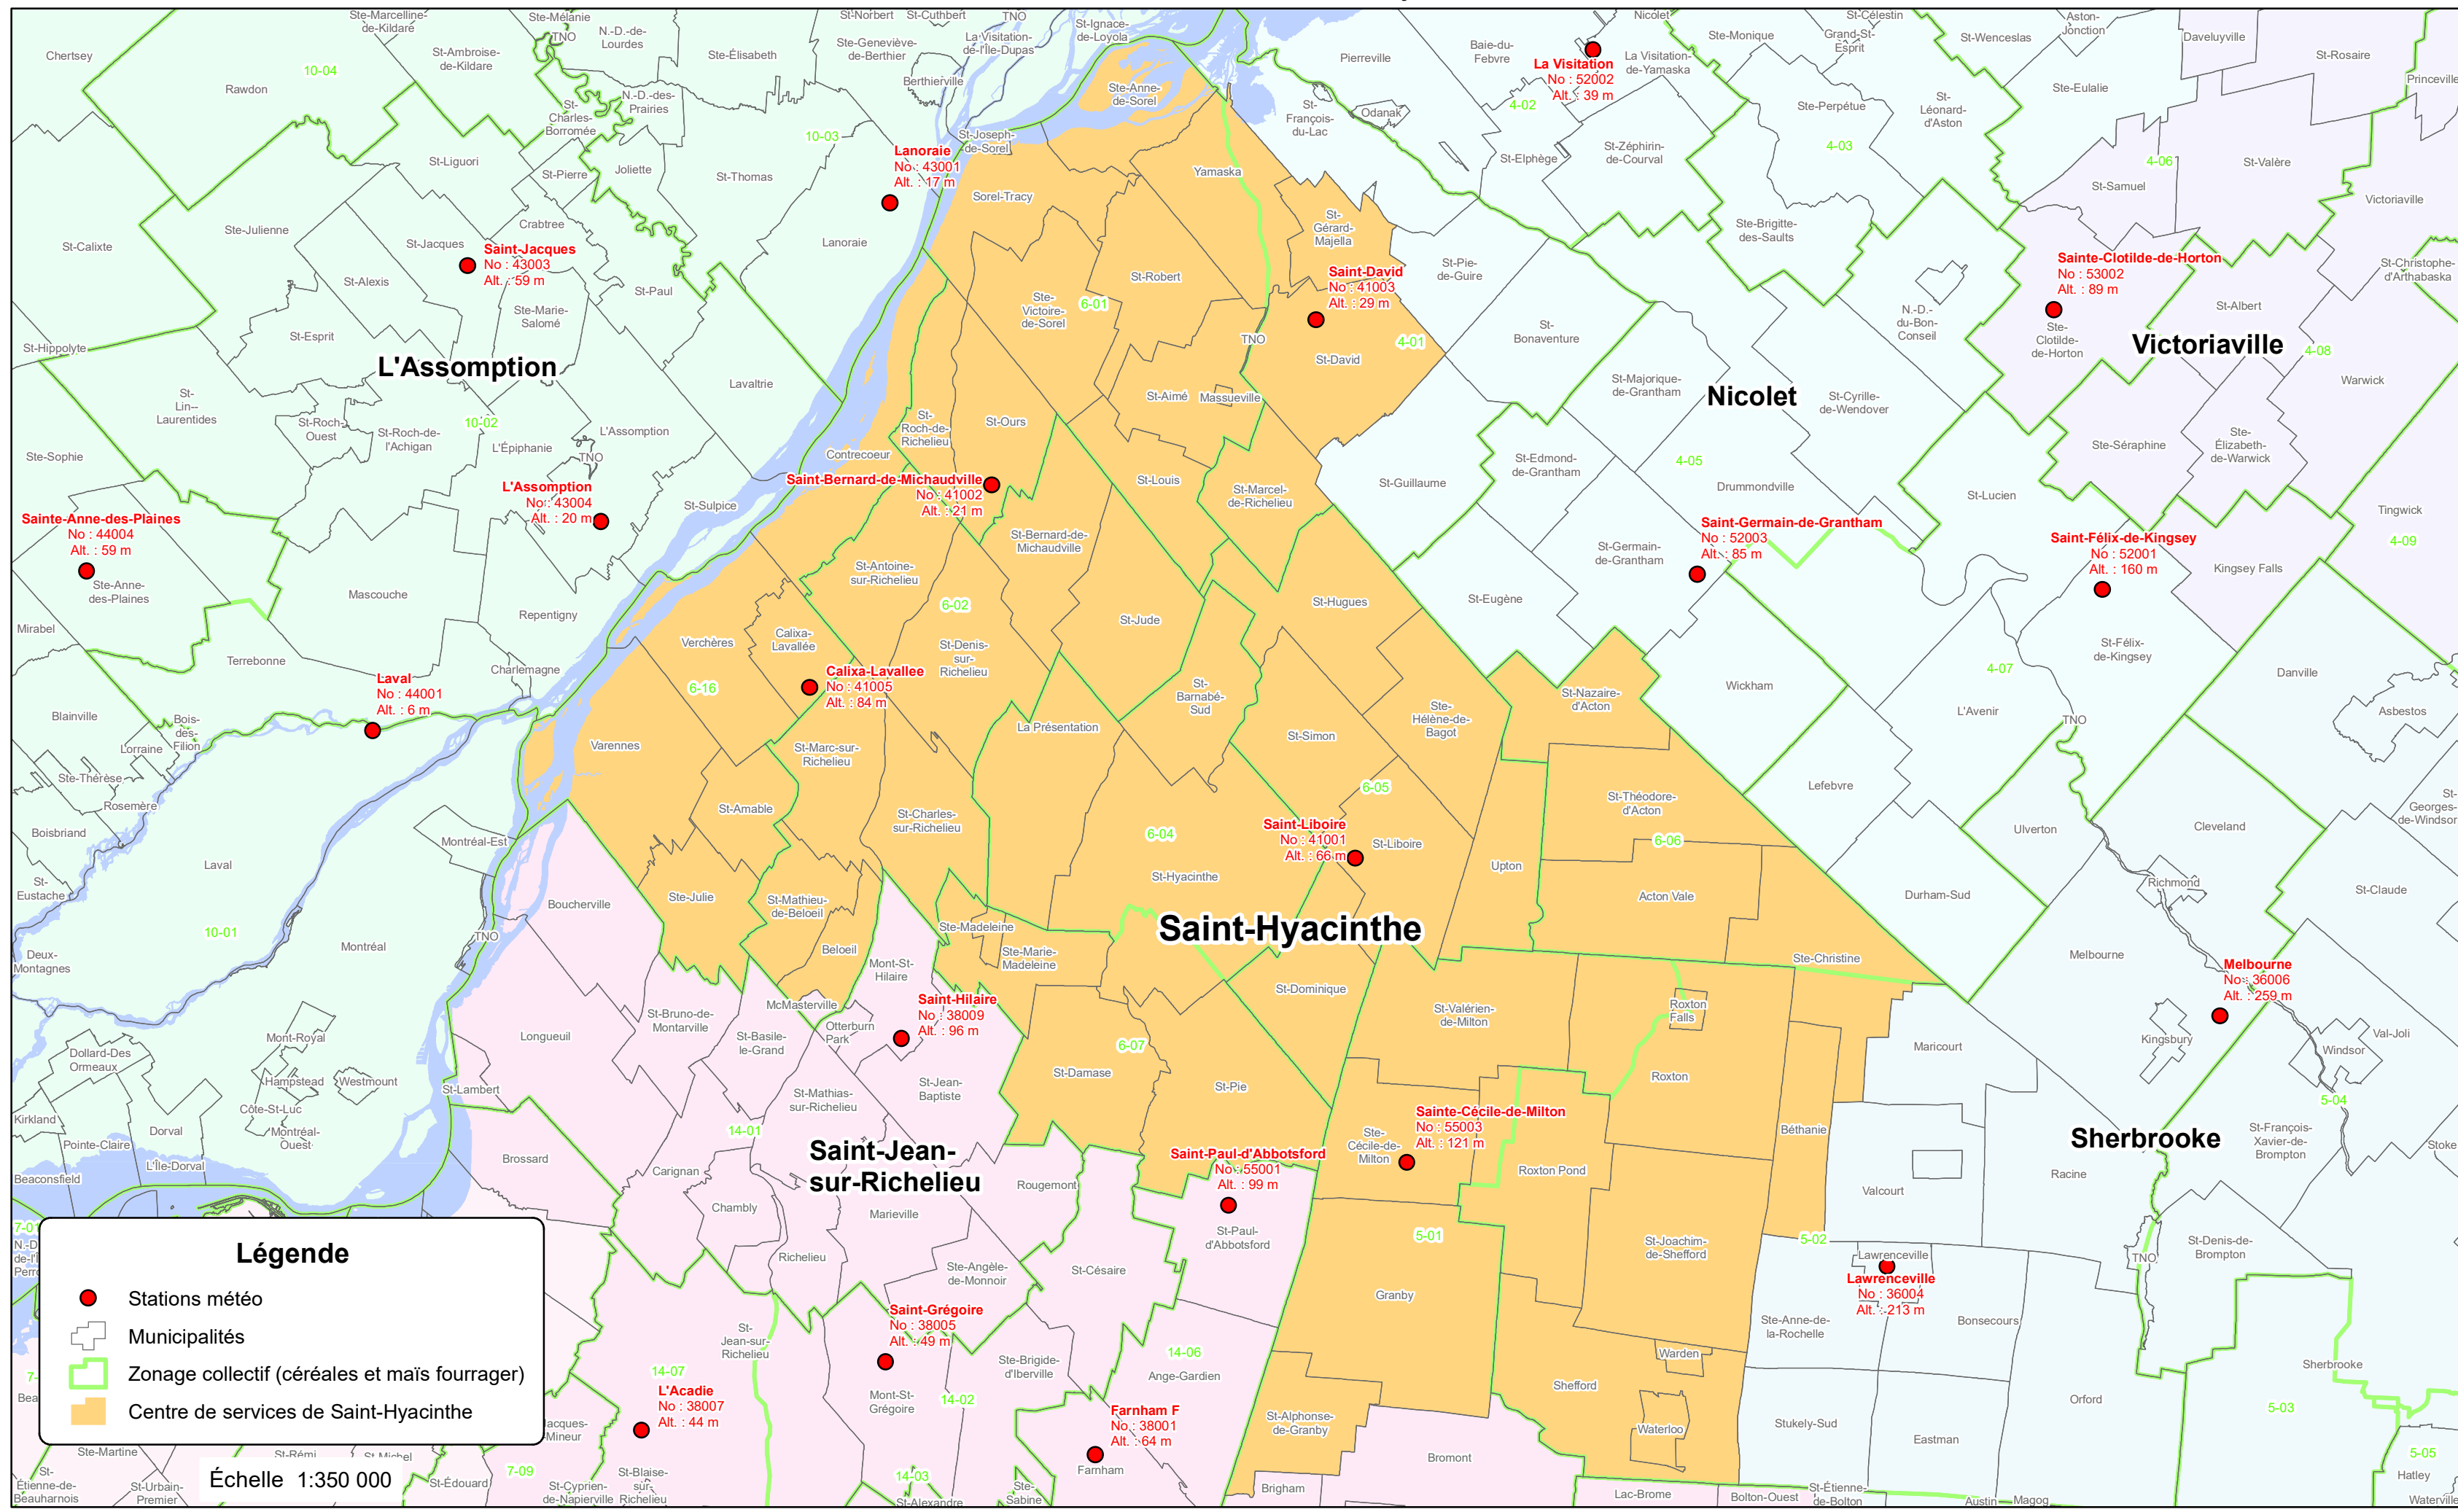 Ste-Marcelline-
de-Kildare
Ste-Mélanie
TNO
N.-D.-de-
Lourdes
St-Norbert
St-Cuthbert
TNO
St-Ignace-
de-Loyola
Nicolet
St-Célestin
Aston-
Jonction
Daveluyville
Chertsey
10-04
Rawdon
St-Ambroise-
de-Kildare
Ste-Élisabeth
Ste-Geneviève-
de-Berthier
La Visitation-
de-l'Île-Dupas
Berthierville
Ste-Anne-
de-Sorel
Pierreville
Baie-du-
Febvre
La Visitation
No : 52002
Alt. : 39 m
La Visitation-
de-Yamaska
Ste-Monique
Grand-St-
Esprit
St-Wenceslas
St-Rosaire
Princeville
Ste-Eulalie
N.-D.-des-
Prairies
St-
Charles-
Borromée
10-03
St-Joseph-
de-Sorel
St-
François-
du-Lac
Odanak
4-02
St-Elphège
St-Zéphirin-
de-Courval
Ste-Perpétue
4-03
St-
Léonard-
d'Aston
4-06
St-Valère
St-Samuel
Victoriaville
St-Liguori
St-Pierre
Joliette
St-Thomas
Lanoraie
No : 43001
Alt. : 17 m
Lanoraie
Sorel-Tracy
Yamaska
St-
Gérard-
Majella
Ste-Brigitte-
des-Saults
St-Christophe-
d'Arthabaska
St-Calixte
Ste-Julienne
Crabtree
St-Jacques
Saint-Jacques
No : 43003
Alt. : 59 m
St-Alexis
St-Paul
Ste-Marie-
Salomé
St-Esprit
St-Hippolyte
L'Assomption
Ste-
Victoire-
de-Sorel
6-01
St-Robert
Saint-David
No : 41003
Alt. : 29 m
TNO
St-David
4-01
St-Pie-
de-Guire
St-
Bonaventure
N.-D.-
du-Bon-
Conseil
Sainte-Clotilde-de-Horton
No : 53002
Alt. : 89 m
Ste-
Clotilde-
de-Horton
St-Albert
Victoriaville
4-08
Warwick
St-
Lin--
Laurentides
Lavaltrie
St-Roch-
Ouest
10-02
St-Roch-de-
l'Achigan
L'Épiphanie
L'Assomption
TNO
St-Aimé
Massueville
St-Majorique-
de-Grantham
Nicolet
St-Cyrille-
de-Wendover
Ste-Séraphine
Ste-
Élizabeth-
de-Warwick
Ste-Sophie
L'Assomption
No : 43004
Alt. : 20 m
St-
Roch-de-
Richelieu
St-Ours
Contrecoeur
Saint-Bernard-de-Michaudville
No : 41002
Alt. : 21 m
St-Louis
St-Marcel-
de-Richelieu
St-Guillaume
St-Edmond-
de-Grantham
4-05
Drummondville
St-Lucien
Tingwick
4-09
Sainte-Anne-des-Plaines
No : 44004
Alt. : 59 m
Ste-Anne-
des-Plaines
St-Sulpice
St-Bernard-de-
Michaudville
St-Antoine-
sur-Richelieu
6-02
St-Germain-
de-Grantham
Saint-Germain-de-Grantham
No : 52003
Alt. : 85 m
Saint-Félix-de-Kingsey
No : 52001
Alt. : 160 m
Kingsey Falls
Mascouche
Repentigny
Mirabel
Terrebonne
Charlemagne
Verchères
Calixa-
Lavallée
St-Denis-
sur-
Richelieu
St-Jude
St-Hugues
St-Eugène
St-Félix-
de-Kingsey
4-07
Danville
Laval
No : 44001
Alt. : 6 m
6-16
Calixa-Lavallee
No : 41005
Alt. : 84 m
St-
Barnabé-
Sud
St-Nazaire-
d'Acton
Wickham
L'Avenir
TNO
Asbestos
Blainville
Bois-
des-
Filion
Lorraine
Ste-Thérèse
Rosemère
Boisbriand
Varennes
St-Marc-sur-
Richelieu
La Présentation
St-Simon
Ste-
Hélène-de-
Bagot
6-05
St-Théodore-
d'Acton
6-06
Lefebvre
Ulverton
Cleveland
St-
Georges-
de-Windsor
Montréal-Est
Laval
St-
Eustache
10-01
Montréal
Deux-
Montagnes
TNO
St-Amable
St-Charles-
sur-Richelieu
6-04
St-Hyacinthe
Saint-Liboire
No : 41001
Alt. : 66 m
St-Liboire
Upton
Acton Vale
Durham-Sud
Richmond
St-Claude
Boucherville
Ste-Julie
St-Mathieu-
de-Beloeil
Beloeil
Ste-Madeleine
Ste-Marie-
Madeleine
Saint-Hyacinthe
St-Dominique
Ste-Christine
Melbourne
Melbourne
No : 36006
Alt. : 259 m
Mont-St-
Hilaire
Saint-Hilaire
No : 38009
Alt. : 96 m
McMasterville
Otterburn
Park
St-Bruno-de-
Montarville
St-Basile-
le-Grand
Longueuil
St-Valérien-
de-Milton
Roxton
Falls
Roxton
Maricourt
Kingsbury
Windsor
Val-Joli
5-04
Mont-Royal
Dollard-Des
Ormeaux
Hampstead
Westmount
Côte-St-Luc
Montréal-
Ouest
St-Lambert
Kirkland
Dorval
Pointe-Claire
L'Île-Dorval
Beaconsfield
St-Jean-
Baptiste
St-Mathias-
sur-Richelieu
14-01
6-07
St-Damase
St-Pie
Sainte-Cécile-de-Milton
No : 55003
Alt. : 121 m
Ste-
Cécile-de-
Milton
Béthanie
Sherbrooke
St-François-
Xavier-de-
Brompton
Stoke
Brossard
Carignan
Chambly
Saint-Jean-
sur-Richelieu
Rougemont
Saint-Paul-d'Abbotsford
No : 55001
Alt. : 99 m
St-Paul-
d'Abbotsford
Roxton Pond
Valcourt
Racine
7-01
Marieville
Richelieu
Ste-Angèle-
de-Monnoir
St-Césaire
5-01
Granby
St-Joachim-
de-Shefford
5-02
Lawrenceville
Lawrenceville
No : 36004
Alt. : 213 m
TNO
St-Denis-de-
Brompton
Légende
Stations météo
Municipalités
Zonage collectif (céréales et maïs fourrager)
Centre de services de Saint-Hyacinthe
Échelle 1:350 000
St-
Jean-sur-
Richelieu
Saint-Grégoire
No : 38005
Alt. : 49 m
14-07
L'Acadie
No : 38007
Alt. : 44 m
Mont-St-
Grégoire
14-02
Ste-Brigide-
d'Iberville
14-06
Ange-Gardien
Farnham F
No : 38001
Alt. : 64 m
Farnham
St-Alphonse-
de-Granby
Warden
Shefford
Waterloo
Ste-Anne-de-
la-Rochelle
Bonsecours
Stukely-Sud
Eastman
Orford
Sherbrooke
5-03
5-05
Hatley
Ste-Martine
St-
Étienne-de-
Beauharnois
St-Urbain-
Premier
St-Rémi
St-Michel
St-Édouard
7-09
St-Cyprien-
de-Napierville
St-Blaise-
sur-
Richelieu
14-03
St-Alexandre
Ste-
Sabine
Brigham
Bromont
Lac-Brome
Bolton-Ouest
St-Étienne-
de-Bolton
Austin
Magog
Waterville